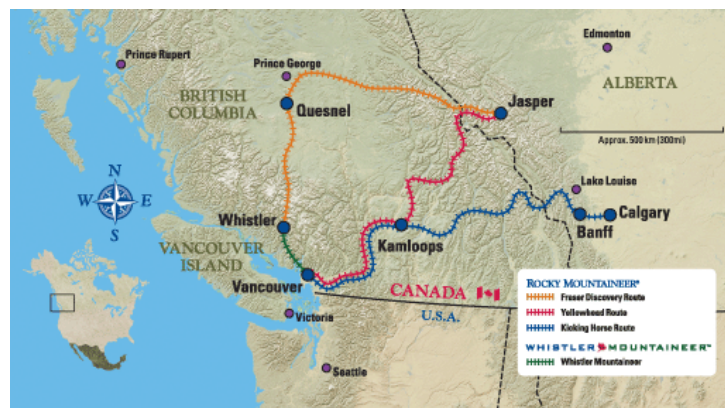 Prince Rupert
Prince George
Edmonton
BRITISH
COLUMBIA
ALBERTA
Quesnel
Jasper
Approx. 500 km (300mi)
N
W E
S
Lake Louise
Whistler
Calgary
Banff
VANCOUVER
ISLAND
Kamloops
Vancouver
CANADA
U.S.A.
Victoria
Seattle
ROCKY MOUNTAINEER®
Fraser Discovery Route
Yellowhead Route
Kicking Horse Route
WHISTLER MOUNTAINEER™
Whistler Mountaineer